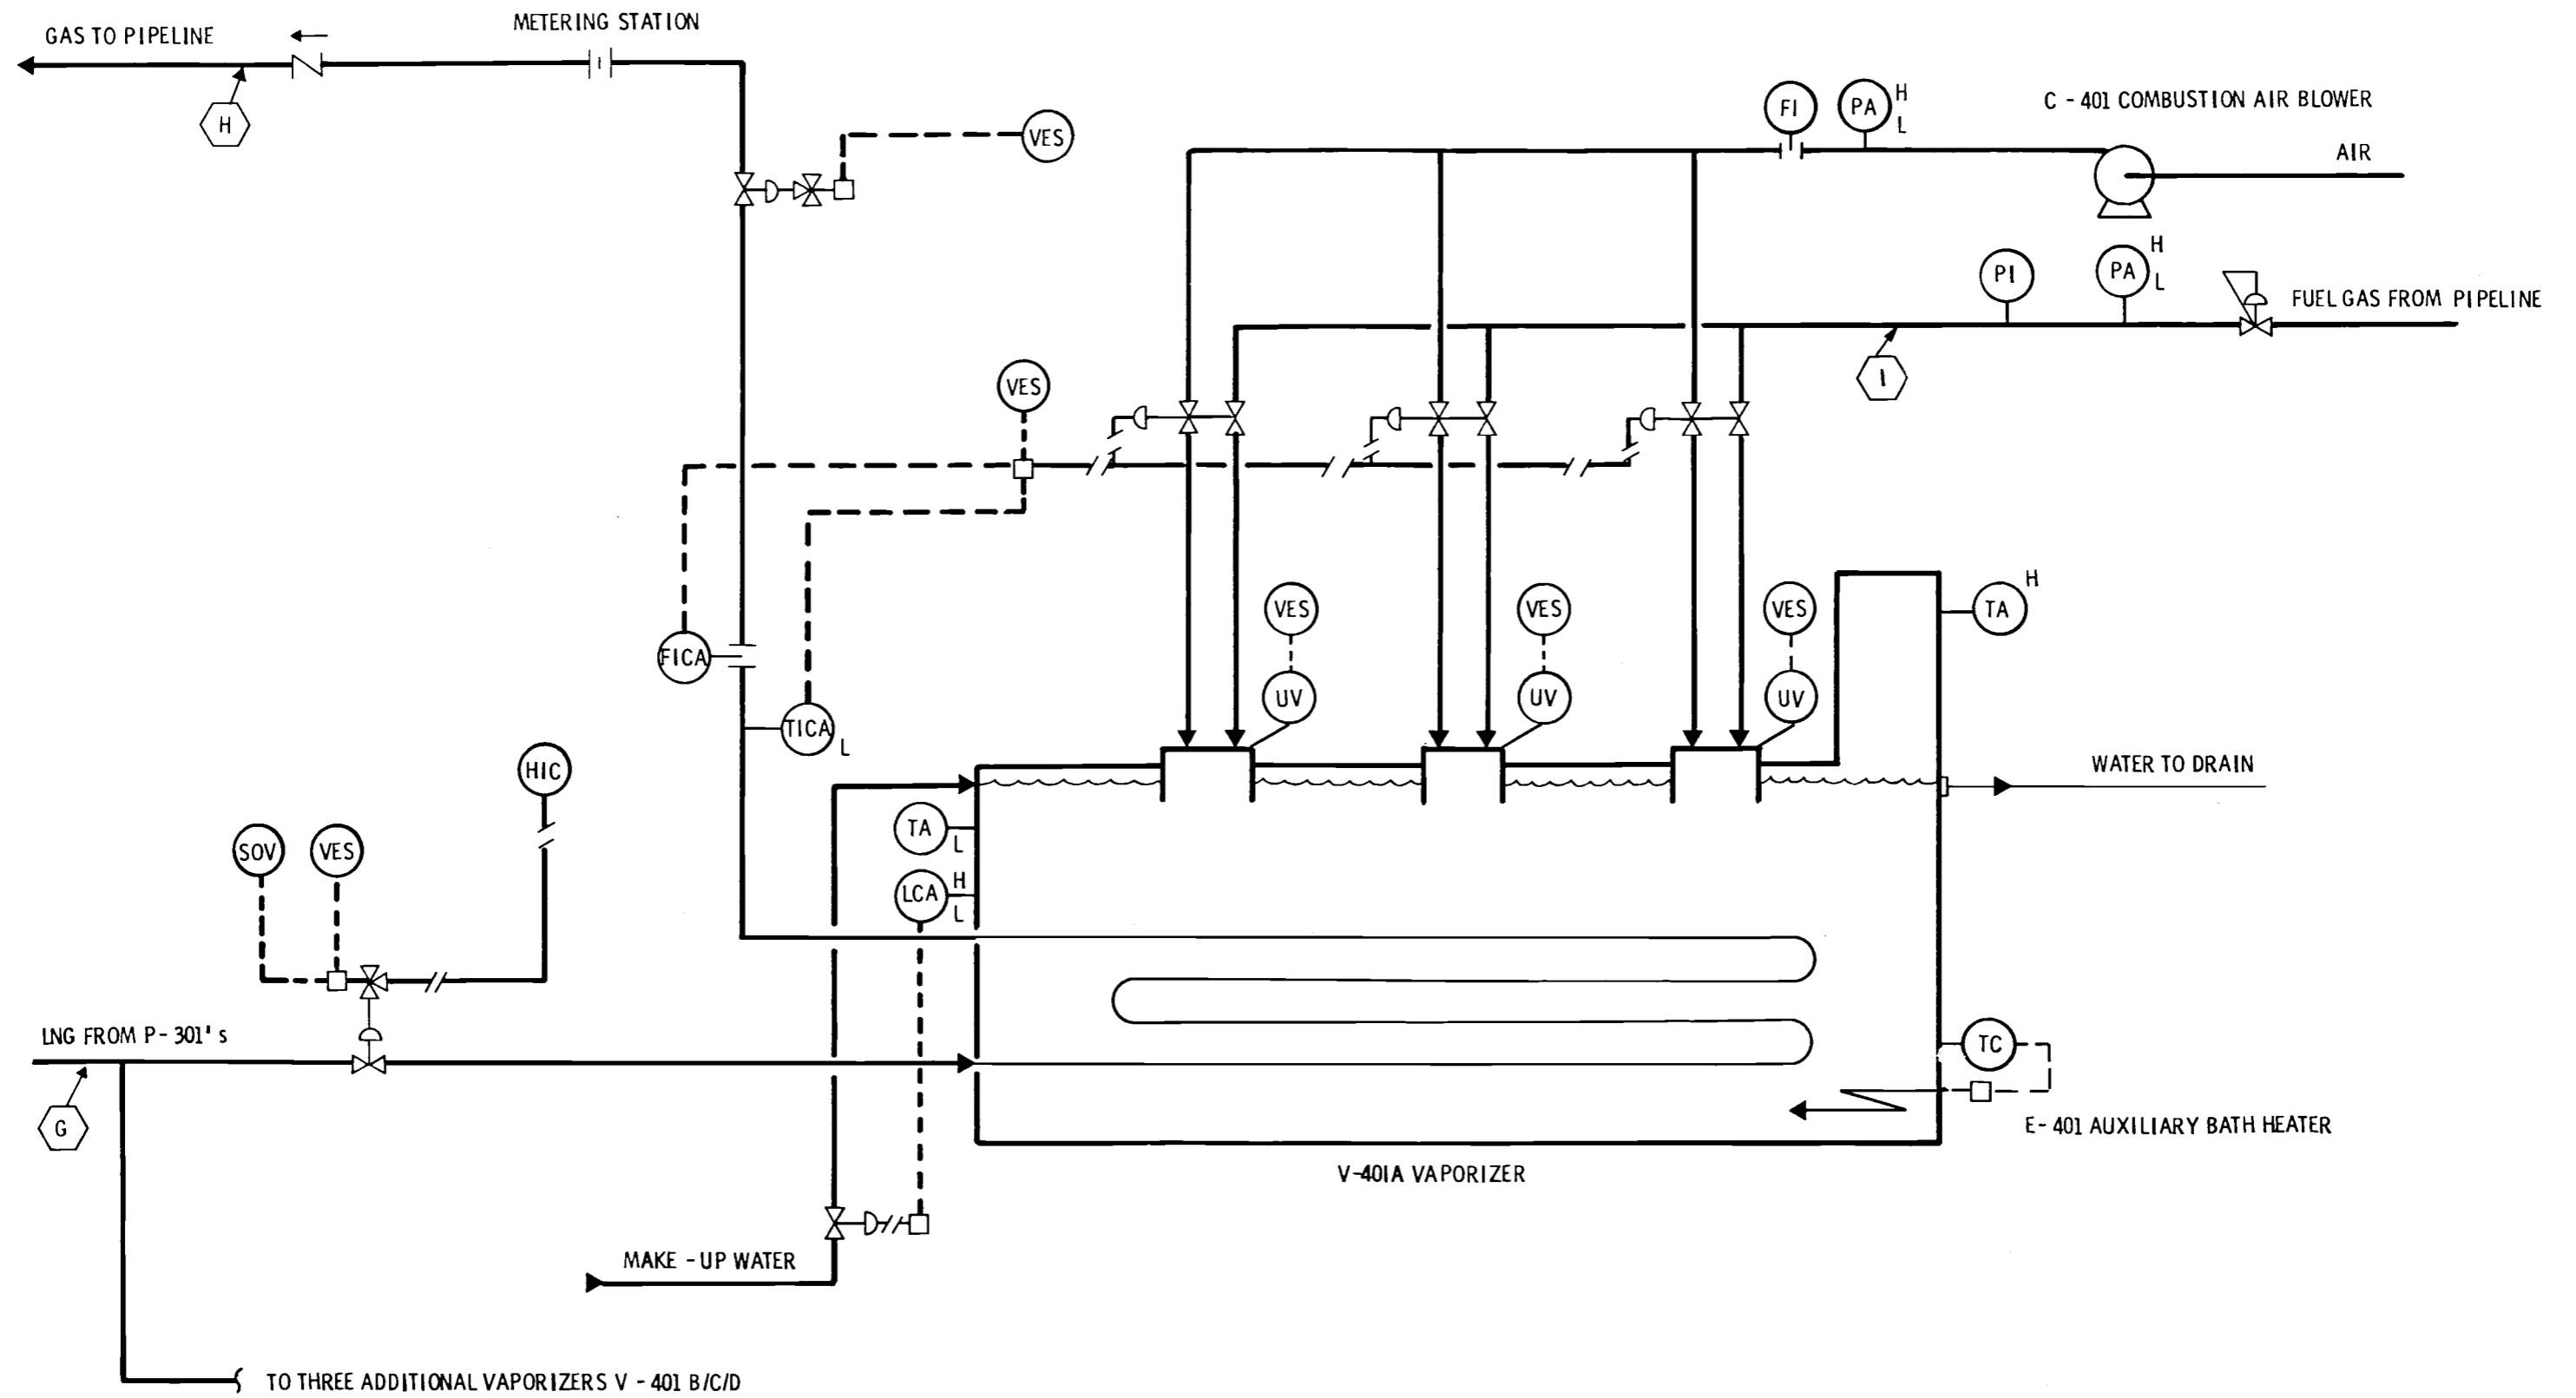 METERING STATION
GAS TO PIPELINE
H
VES
FI
PA
H
L
C - 401 COMBUSTION AIR BLOWER
AIR
PI
PA
H
L
FUEL GAS FROM PIPELINE
I
VES
VES
VES
VES
TA
H
FICA
UV
UV
UV
TICA
L
HIC
WATER TO DRAIN
SOV
VES
TA
L
LCA
H
L
LNG FROM P-301's
G
TC
E-401 AUXILIARY BATH HEATER
V-401A VAPORIZER
MAKE-UP WATER
TO THREE ADDITIONAL VAPORIZERS V - 401 B/C/D